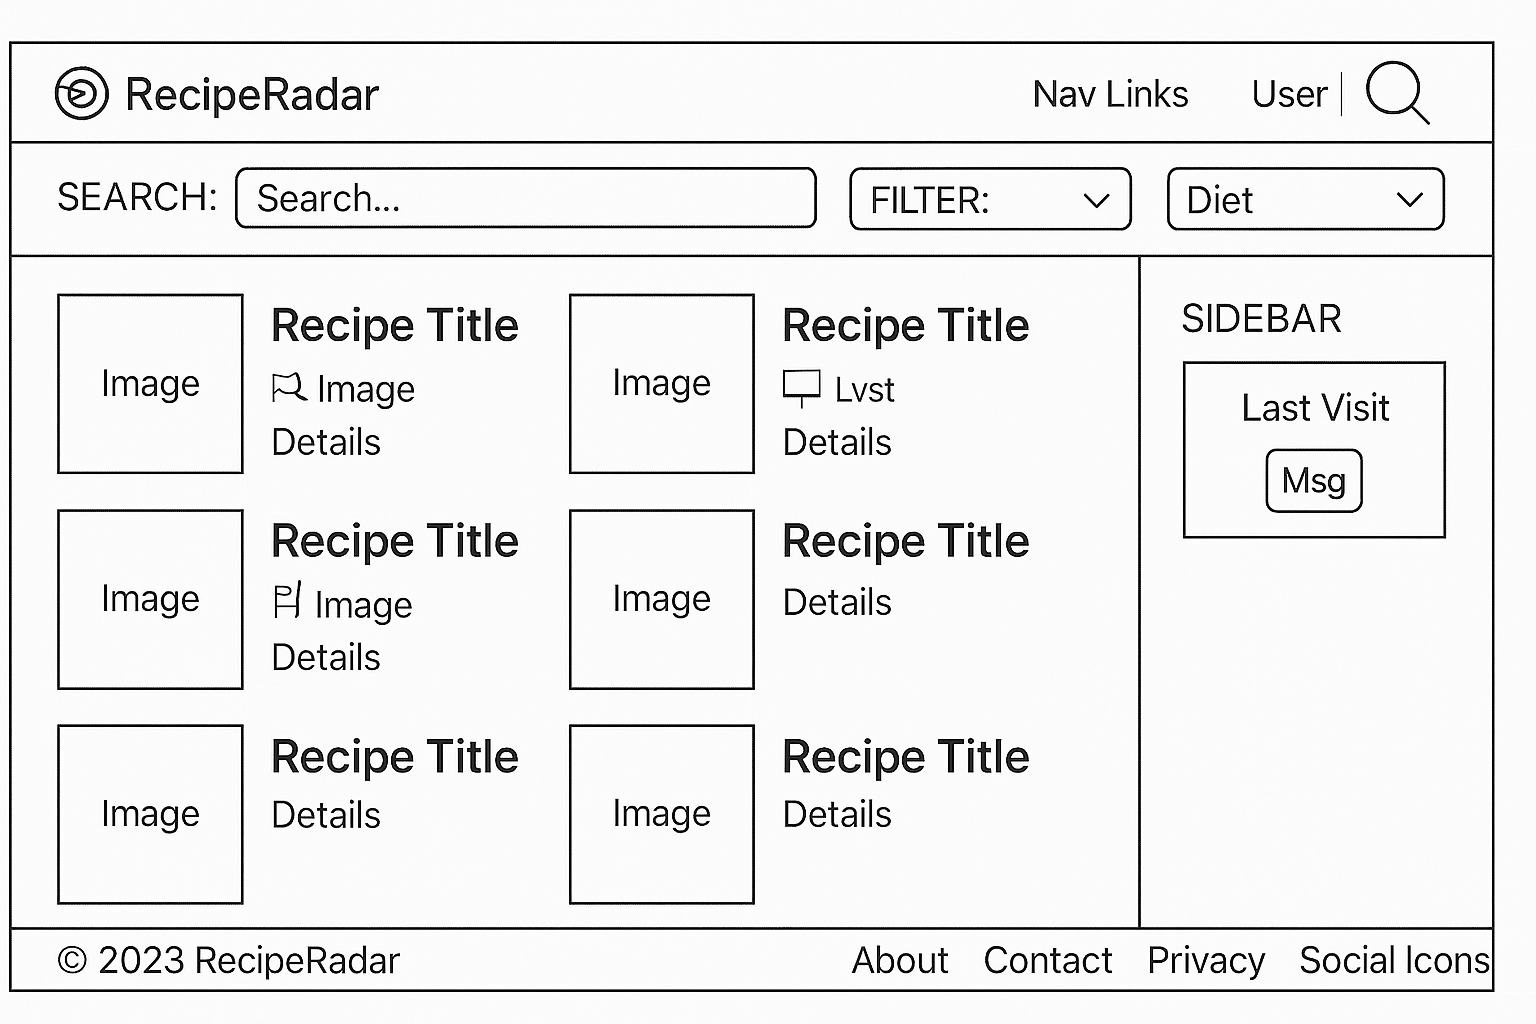 RecipeRadar
Nav Links
User
SEARCH:
Search...
FILTER:
Diet
Image
Recipe Title
Image
Details
Image
Recipe Title
Lvst
Details
SIDEBAR
Last Visit
Msg
Image
Recipe Title
Image
Details
Image
Recipe Title
Details
Image
Recipe Title
Details
Image
Recipe Title
Details
© 2023 RecipeRadar
About
Contact
Privacy
Social Icons